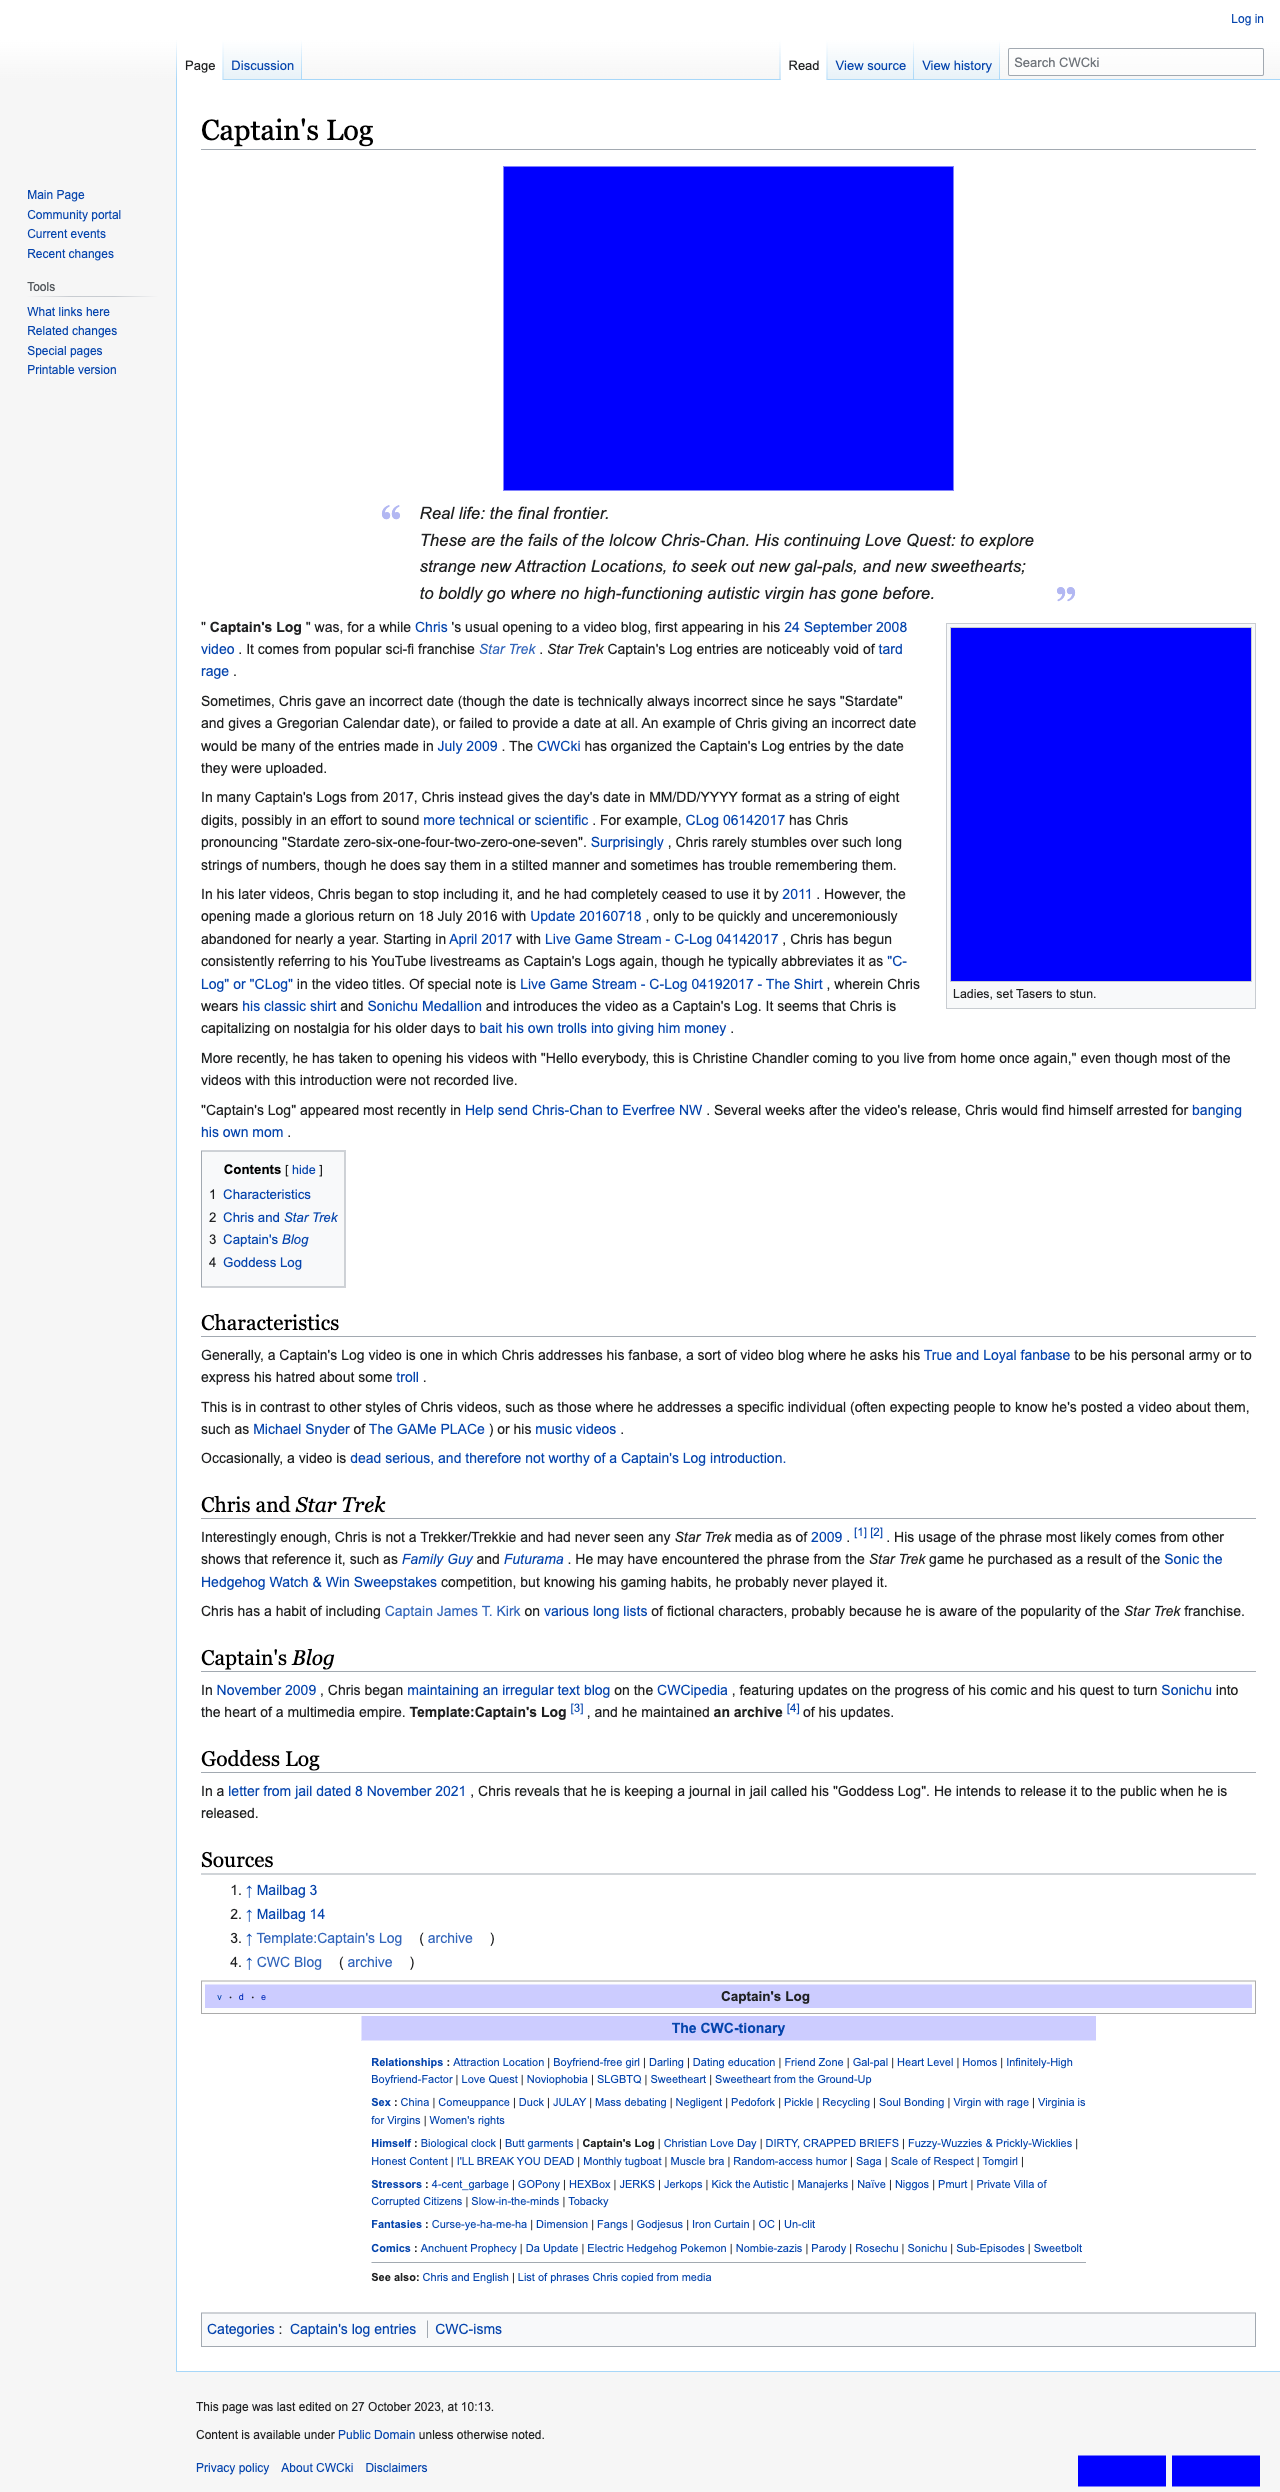 Log in
Page
Discussion
Read
View source
View history
Search CWCki
Captain's Log
Main Page
Community portal
Current events
Recent changes
Tools
What links here
Related changes
Special pages
Printable version
“ Real life: the final frontier.
These are the fails of the lolcow Chris-Chan. His continuing Love Quest: to explore
strange new Attraction Locations, to seek out new gal-pals, and new sweethearts;
to boldly go where no high-functioning autistic virgin has gone before. ”
" Captain's Log " was, for a while Chris 's usual opening to a video blog, first appearing in his 24 September 2008
video . It comes from popular sci-fi franchise Star Trek . Star Trek Captain's Log entries are noticeably void of tard
rage .
Sometimes, Chris gave an incorrect date (though the date is technically always incorrect since he says "Stardate"
and gives a Gregorian Calendar date), or failed to provide a date at all. An example of Chris giving an incorrect date
would be many of the entries made in July 2009 . The CWCki has organized the Captain's Log entries by the date
they were uploaded.
In many Captain's Logs from 2017, Chris instead gives the day's date in MM/DD/YYYY format as a string of eight
digits, possibly in an effort to sound more technical or scientific . For example, CLog 06142017 has Chris
pronouncing "Stardate zero-six-one-four-two-zero-one-seven". Surprisingly , Chris rarely stumbles over such long
strings of numbers, though he does say them in a stilted manner and sometimes has trouble remembering them.
In his later videos, Chris began to stop including it, and he had completely ceased to use it by 2011 . However, the
opening made a glorious return on 18 July 2016 with Update 20160718 , only to be quickly and unceremoniously
abandoned for nearly a year. Starting in April 2017 with Live Game Stream - C-Log 04142017 , Chris has begun
consistently referring to his YouTube livestreams as Captain's Logs again, though he typically abbreviates it as "C-
Log" or "CLog" in the video titles. Of special note is Live Game Stream - C-Log 04192017 - The Shirt , wherein Chris
wears his classic shirt and Sonichu Medallion and introduces the video as a Captain's Log. It seems that Chris is
capitalizing on nostalgia for his older days to bait his own trolls into giving him money .
Ladies, set Tasers to stun.
More recently, he has taken to opening his videos with "Hello everybody, this is Christine Chandler coming to you live from home once again," even though most of the
videos with this introduction were not recorded live.
"Captain's Log" appeared most recently in Help send Chris-Chan to Everfree NW . Several weeks after the video's release, Chris would find himself arrested for banging
his own mom .
Contents [ hide ]
1 Characteristics
2 Chris and Star Trek
3 Captain's Blog
4 Goddess Log
Characteristics
Generally, a Captain's Log video is one in which Chris addresses his fanbase, a sort of video blog where he asks his True and Loyal fanbase to be his personal army or to
express his hatred about some troll .
This is in contrast to other styles of Chris videos, such as those where he addresses a specific individual (often expecting people to know he's posted a video about them,
such as Michael Snyder of The GAMe PLACe ) or his music videos .
Occasionally, a video is dead serious, and therefore not worthy of a Captain's Log introduction.
Chris and Star Trek
Interestingly enough, Chris is not a Trekker/Trekkie and had never seen any Star Trek media as of 2009 . [1] [2] . His usage of the phrase most likely comes from other
shows that reference it, such as Family Guy and Futurama . He may have encountered the phrase from the Star Trek game he purchased as a result of the Sonic the
Hedgehog Watch & Win Sweepstakes competition, but knowing his gaming habits, he probably never played it.
Chris has a habit of including Captain James T. Kirk on various long lists of fictional characters, probably because he is aware of the popularity of the Star Trek franchise.
Captain's Blog
In November 2009 , Chris began maintaining an irregular text blog on the CWCipedia , featuring updates on the progress of his comic and his quest to turn Sonichu into
the heart of a multimedia empire. Template:Captain's Log [3] , and he maintained an archive [4] of his updates.
Goddess Log
In a letter from jail dated 8 November 2021 , Chris reveals that he is keeping a journal in jail called his "Goddess Log". He intends to release it to the public when he is
released.
Sources
1. ↑ Mailbag 3
2. ↑ Mailbag 14
3. ↑ Template:Captain's Log ( archive )
4. ↑ CWC Blog ( archive )
v · d · e Captain's Log
The CWC-tionary
Relationships : Attraction Location | Boyfriend-free girl | Darling | Dating education | Friend Zone | Gal-pal | Heart Level | Homos | Infinitely-High
Boyfriend-Factor | Love Quest | Noviophobia | SLGBTQ | Sweetheart | Sweetheart from the Ground-Up
Sex : China | Comeuppance | Duck | JULAY | Mass debating | Negligent | Pedofork | Pickle | Recycling | Soul Bonding | Virgin with rage | Virginia is
for Virgins | Women's rights
Himself : Biological clock | Butt garments | Captain's Log | Christian Love Day | DIRTY, CRAPPED BRIEFS | Fuzzy-Wuzzies & Prickly-Wicklies |
Honest Content | I'LL BREAK YOU DEAD | Monthly tugboat | Muscle bra | Random-access humor | Saga | Scale of Respect | Tomgirl |
Stressors : 4-cent_garbage | GOPony | HEXBox | JERKS | Jerkops | Kick the Autistic | Manajerks | Naïve | Niggos | Pmurt | Private Villa of
Corrupted Citizens | Slow-in-the-minds | Tobacky
Fantasies : Curse-ye-ha-me-ha | Dimension | Fangs | Godjesus | Iron Curtain | OC | Un-clit
Comics : Anchuent Prophecy | Da Update | Electric Hedgehog Pokemon | Nombie-zazis | Parody | Rosechu | Sonichu | Sub-Episodes | Sweetbolt
See also: Chris and English | List of phrases Chris copied from media
Categories : Captain's log entries | CWC-isms
This page was last edited on 27 October 2023, at 10:13.
Content is available under Public Domain unless otherwise noted.
Privacy policy About CWCki Disclaimers